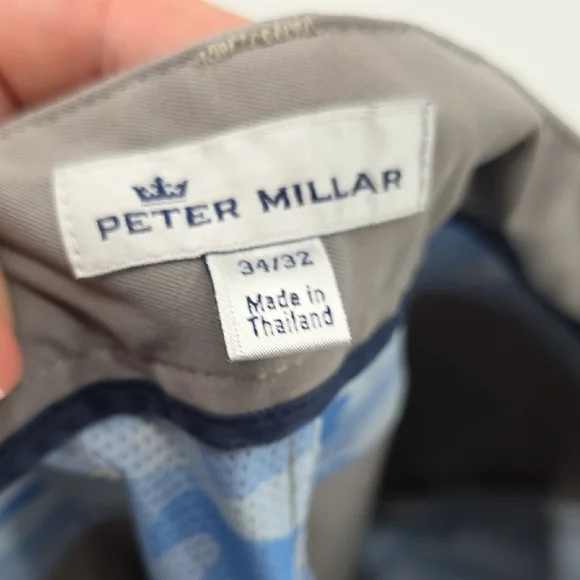 PETER MILLAR
34/32
Made in
Thailand